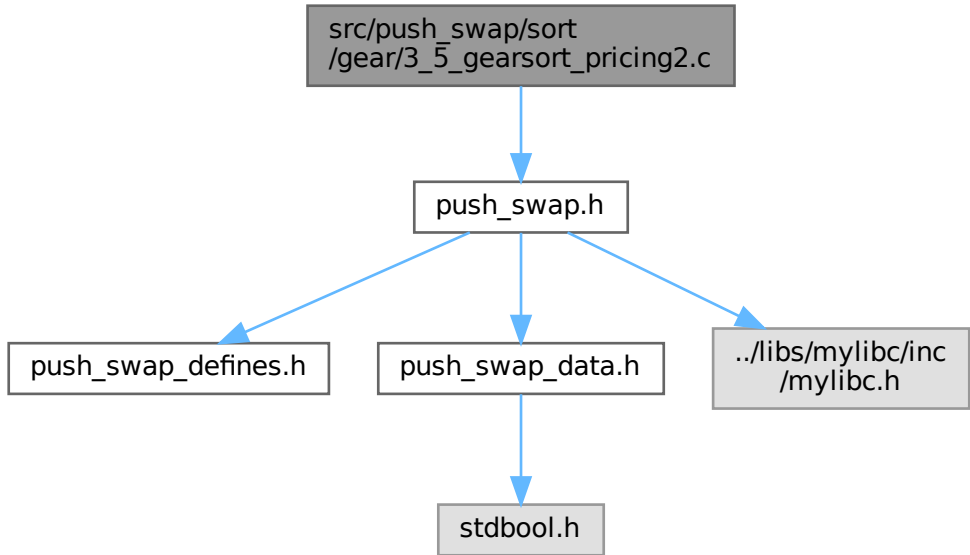 src/push_swap/sort
/gear/3_5_gearsort_pricing2.c
push_swap.h
push_swap_defines.h
push_swap_data.h
../libs/mylibc/inc
/mylibc.h
stdbool.h